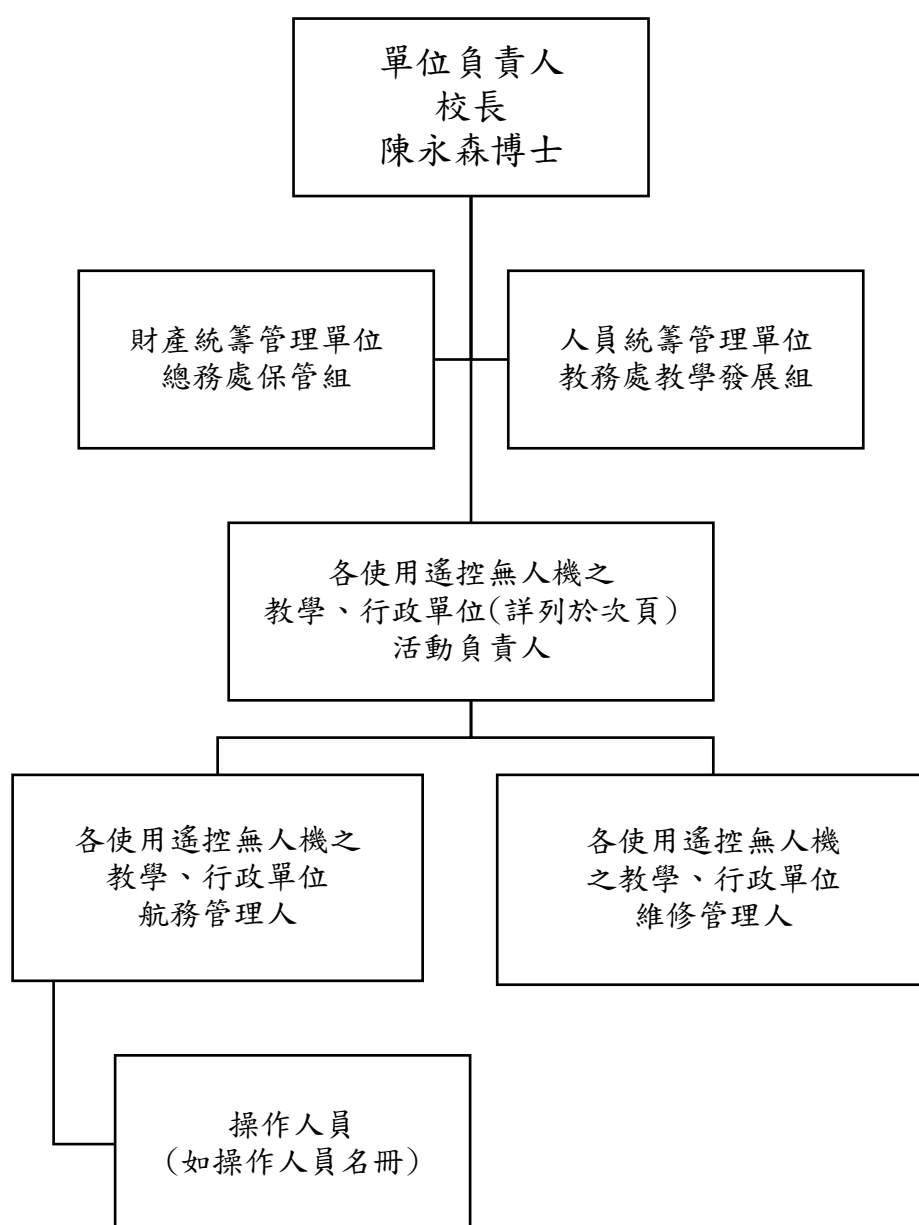 單位負責人
校長
陳永森博士
財產統籌管理單位
總務處保管組
人員統籌管理單位
教務處教學發展組
各使用遙控無人機之
教學、行政單位(詳列於次頁)
活動負責人
各使用遙控無人機之
教學、行政單位
航務管理人
各使用遙控無人機
之教學、行政單位
維修管理人
操作人員
(如操作人員名冊)